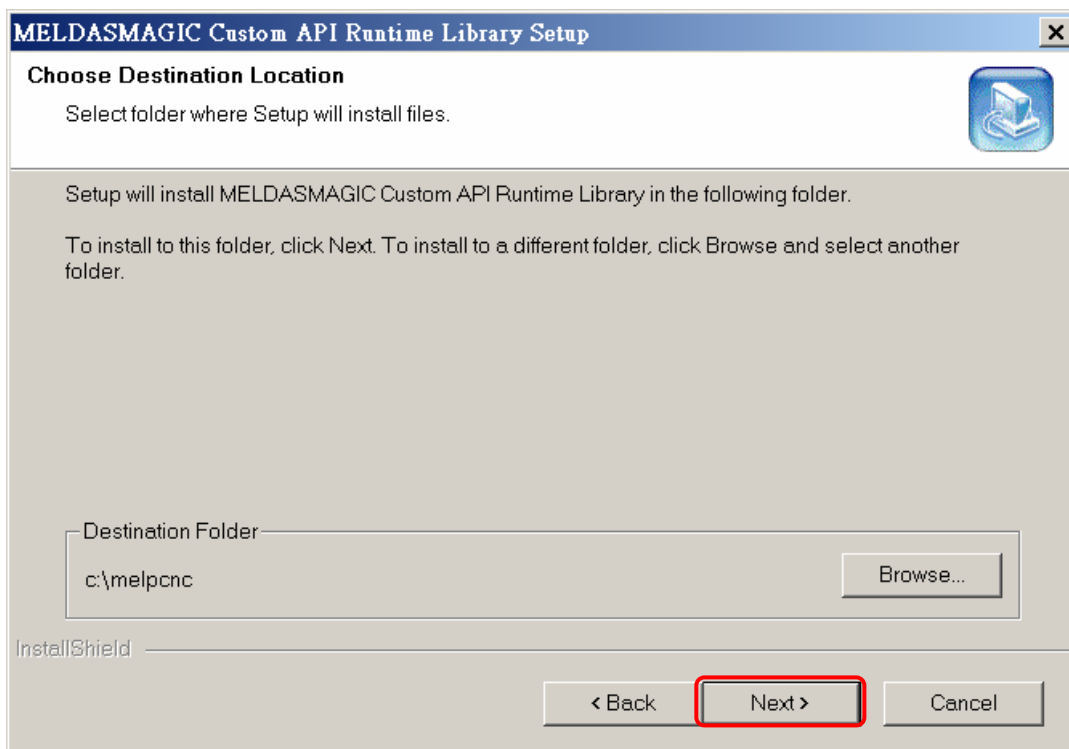 MELDASMAGIC Custom API Runtime Library Setup
Choose Destination Location
Select folder where Setup will install files.
Setup will install MELDASMAGIC Custom API Runtime Library in the following folder.
To install to this folder, click Next. To install to a different folder, click Browse and select another
folder.
Destination Folder
c:\melpcnc
Browse...
InstallShield
< Back
Next >
Cancel